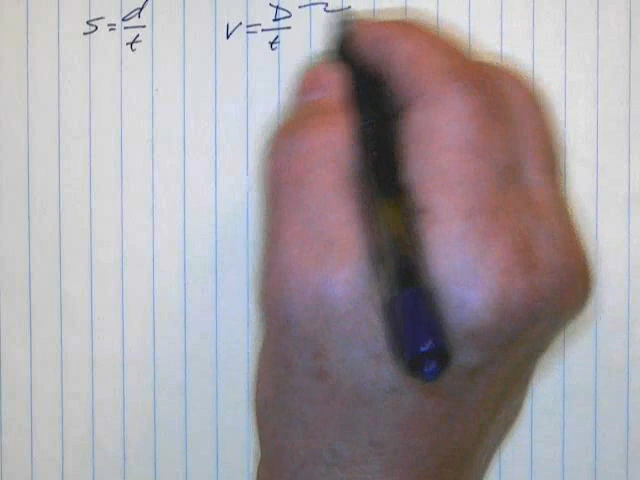 s = d/t v = D/t